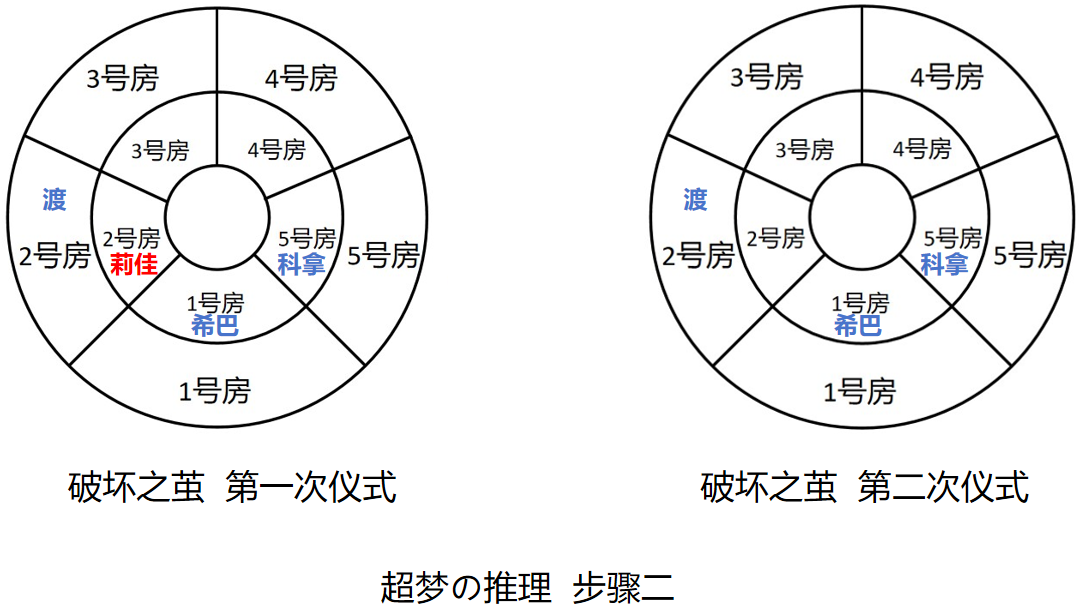 3号房
4号房
3号房
4号房
渡
2号房
2号房
莉佳
5号房
科拿
5号房
1号房
希巴
1号房
破坏之茧 第一次仪式
3号房
4号房
3号房
4号房
渡
2号房
2号房
5号房
科拿
5号房
1号房
希巴
1号房
破坏之茧 第二次仪式
超梦の推理 步骤二